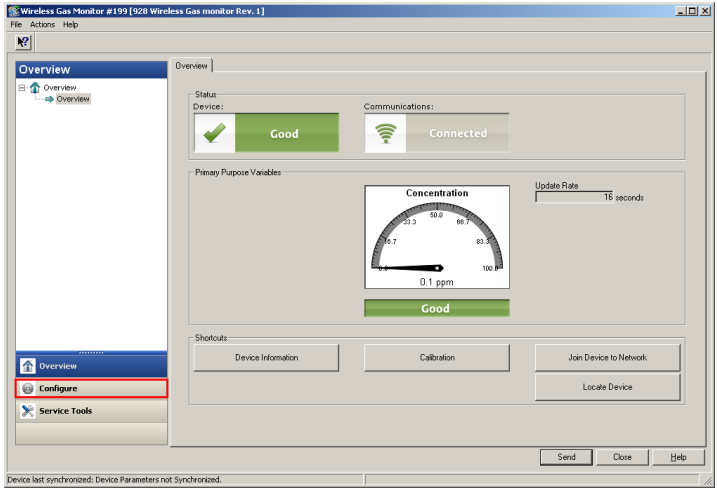 Wireless Gas Monitor #199 [928 Wireless Gas monitor Rev. 1]
File Actions Help
Overview
Overview
Overview
Overview
Status
Device:
Communications:
Good
Connected
Primary Purpose Variables
Concentration
0.0
16.7
33.3
50.0
66.7
83.3
100.0
0.1 ppm
Good
Update Rate
16 seconds
Shortcuts
Device Information
Calibration
Join Device to Network
Locate Device
Overview
Configure
Service Tools
Send
Close
Help
Device last synchronized: Device Parameters not Synchronized.